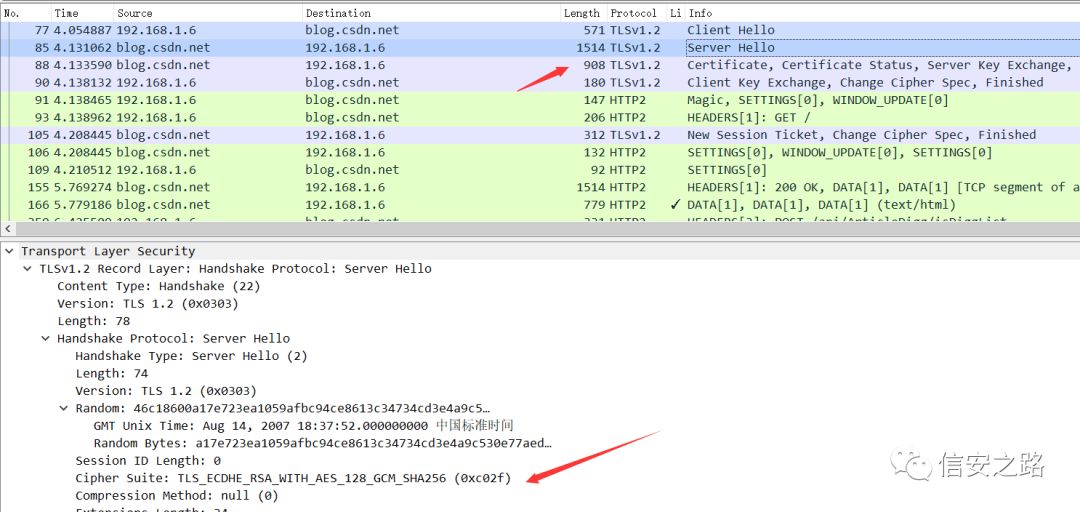 No. Time Source Destination Length Protocol Li Info
77 4.054887 192.168.1.6 blog.csdn.net 571 TLSv1.2 Client Hello
85 4.131062 blog.csdn.net 192.168.1.6 1514 TLSv1.2 Server Hello
88 4.133590 blog.csdn.net 192.168.1.6 908 TLSv1.2 Certificate, Certificate Status, Server Key Exchange,
90 4.138132 192.168.1.6 blog.csdn.net 180 TLSv1.2 Client Key Exchange, Change Cipher Spec, Finished
91 4.138465 192.168.1.6 blog.csdn.net 147 HTTP2 Magic, SETTINGS[0], WINDOW_UPDATE[0]
93 4.138962 192.168.1.6 blog.csdn.net 206 HTTP2 HEADERS[1]: GET /
105 4.208445 blog.csdn.net 192.168.1.6 312 TLSv1.2 New Session Ticket, Change Cipher Spec, Finished
106 4.208445 blog.csdn.net 192.168.1.6 132 HTTP2 SETTINGS[0], WINDOW_UPDATE[0], SETTINGS[0]
109 4.210512 192.168.1.6 blog.csdn.net 92 HTTP2 SETTINGS[0]
155 5.769274 blog.csdn.net 192.168.1.6 1514 HTTP2 HEADERS[1]: 200 OK, DATA[1], DATA[1] [TCP segment of a
166 5.779186 blog.csdn.net 192.168.1.6 779 HTTP2 ✓ DATA[1], DATA[1], DATA[1] (text/html)
Transport Layer Security
TLSv1.2 Record Layer: Handshake Protocol: Server Hello
Content Type: Handshake (22)
Version: TLS 1.2 (0x0303)
Length: 78
Handshake Protocol: Server Hello
Handshake Type: Server Hello (2)
Length: 74
Version: TLS 1.2 (0x0303)
Random: 46c18600a17e723ea1059afbc94ce8613c34734cd3e4a9c5…
GMT Unix Time: Aug 14, 2007 18:37:52.000000000 中国标准时间
Random Bytes: a17e723ea1059afbc94ce8613c34734cd3e4a9c530e77aed…
Session ID Length: 0
Cipher Suite: TLS_ECDHE_RSA_WITH_AES_128_GCM_SHA256 (0xc02f)
Compression Method: null (0)
Extensions Length: 34
信安之路